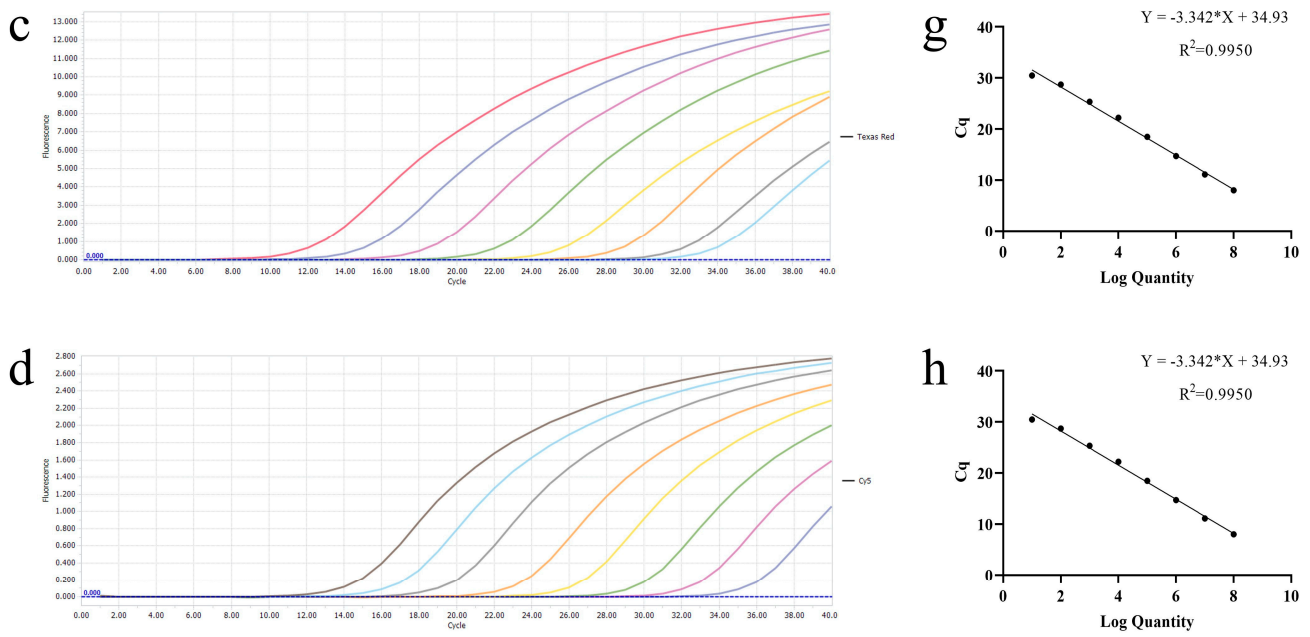 c
13.000
12.000
11.000
10.000
9.000
8.000
7.000
6.000
5.000
4.000
3.000
2.000
1.000
0.000
0.000
Fluorescence
0.00 2.00 4.00 6.00 8.00 10.00 12.00 14.00 16.00 18.00 20.00 22.00 24.00 26.00 28.00 30.00 32.00 34.00 36.00 38.00 40.0
Cycle
Texas Red
g
Y = -3.342*X + 34.93
R²=0.9950
40
30
20
10
0
Cq
0 2 4 6 8 10
Log Quantity
d
2.800
2.600
2.400
2.200
2.000
1.800
1.600
1.400
1.200
1.000
0.800
0.600
0.400
0.200
0.000
0.000
Fluorescence
0.00 2.00 4.00 6.00 8.00 10.00 12.00 14.00 16.00 18.00 20.00 22.00 24.00 26.00 28.00 30.00 32.00 34.00 36.00 38.00 40.0
Cycle
Cy5
h
Y = -3.342*X + 34.93
R²=0.9950
40
30
20
10
0
Cq
0 2 4 6 8 10
Log Quantity